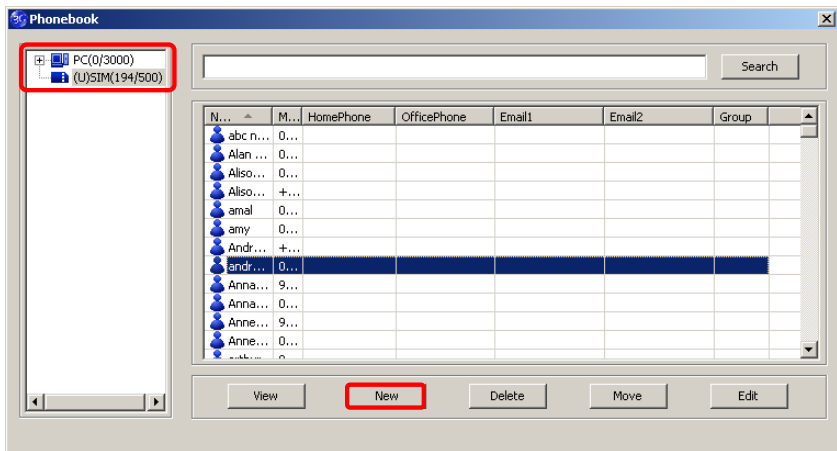 3G Phonebook
PC(0/3000)
(U)SIM(194/500)
Search
N... M... HomePhone OfficePhone Email1 Email2 Group
abc n... 0...
Alan ... 0...
Aliso... 0...
Aliso... +...
amal 0...
amy 0...
Andr... +...
andr... 0...
Anna... 9...
Anna... 0...
Anne... 9...
Anne... 0...
View New Delete Move Edit